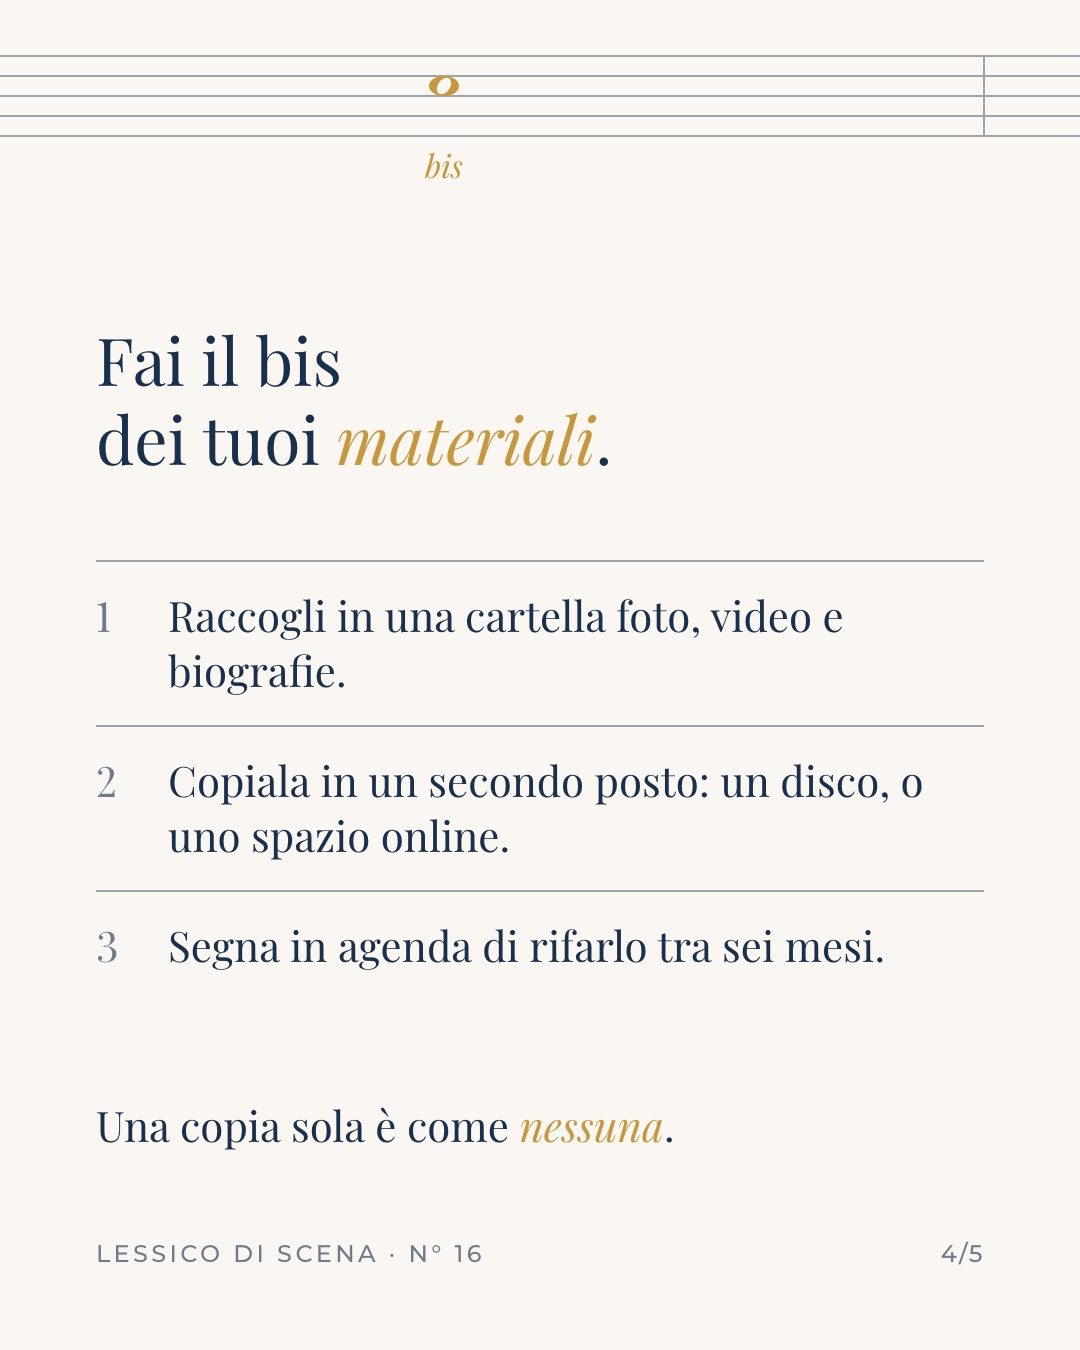 bis
Fai il bis
dei tuoi materiali.
1 Raccogli in una cartella foto, video e
biografie.
2 Copiala in un secondo posto: un disco, o
uno spazio online.
3 Segna in agenda di rifarlo tra sei mesi.
Una copia sola è come nessuna.
LESSICO DI SCENA · N° 16 4/5